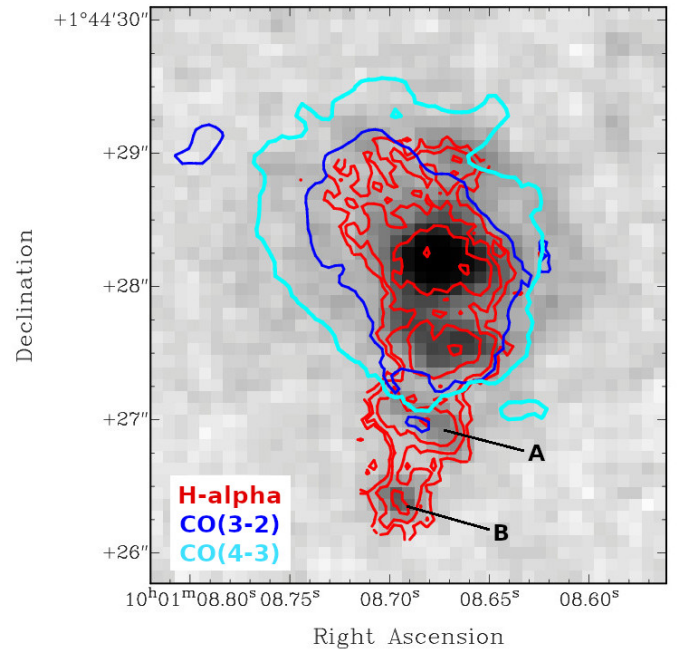 +1°44′30″
+29″
+28″
+27″
+26″
Declination
A
B
H-alpha
CO(3-2)
CO(4-3)
10ʰ01ᵐ08.80ˢ 08.75ˢ 08.70ˢ 08.65ˢ 08.60ˢ
Right Ascension